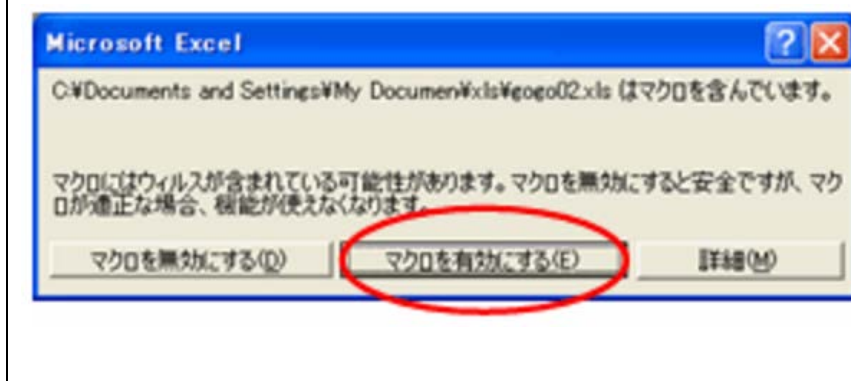 Microsoft Excel
C:¥Documents and Settings¥My Documen¥xls¥gogo02.xls はマクロを含んでいます。
マクロにはウィルスが含まれている可能性があります。マクロを無効にすると安全ですが、マク
ロが適正な場合、機能が使えなくなります。
マクロを無効にする(D)
マクロを有効にする(E)
詳細(M)